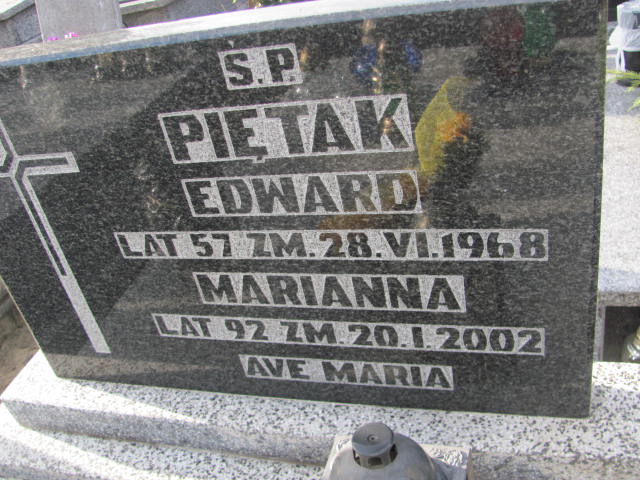 S.P.
PIĘTAK
EDWARD
LAT 57 ZM. 28.VI.1968
MARIANNA
LAT 92 ZM. 20.I.2002
AVE MARIA